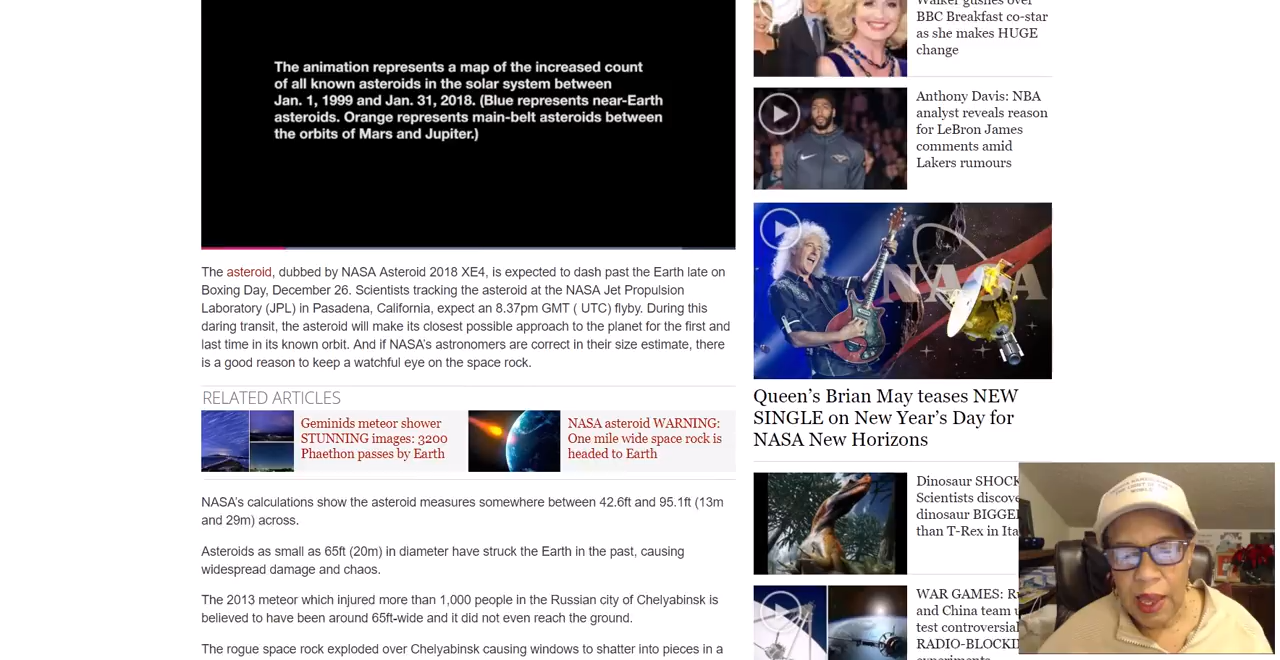 The animation represents a map of the increased count
of all known asteroids in the solar system between
Jan. 1, 1999 and Jan. 31, 2018. (Blue represents near-Earth
asteroids. Orange represents main-belt asteroids between
the orbits of Mars and Jupiter.)
The asteroid, dubbed by NASA Asteroid 2018 XE4, is expected to dash past the Earth late on
Boxing Day, December 26. Scientists tracking the asteroid at the NASA Jet Propulsion
Laboratory (JPL) in Pasadena, California, expect an 8.37pm GMT ( UTC) flyby. During this
daring transit, the asteroid will make its closest possible approach to the planet for the first and
last time in its known orbit. And if NASA’s astronomers are correct in their size estimate, there
is a good reason to keep a watchful eye on the space rock.
RELATED ARTICLES
Geminids meteor shower
STUNNING images: 3200
Phaethon passes by Earth
NASA asteroid WARNING:
One mile wide space rock is
headed to Earth
NASA’s calculations show the asteroid measures somewhere between 42.6ft and 95.1ft (13m
and 29m) across.
Asteroids as small as 65ft (20m) in diameter have struck the Earth in the past, causing
widespread damage and chaos.
The 2013 meteor which injured more than 1,000 people in the Russian city of Chelyabinsk is
believed to have been around 65ft-wide and it did not even reach the ground.
The rogue space rock exploded over Chelyabinsk causing windows to shatter into pieces in a
Walker gushes over
BBC Breakfast co-star
as she makes HUGE
change
Anthony Davis: NBA
analyst reveals reason
for LeBron James
comments amid
Lakers rumours
NASA
Queen’s Brian May teases NEW
SINGLE on New Year’s Day for
NASA New Horizons
Dinosaur SHOCK
Scientists discove
dinosaur BIGGE
than T-Rex in Ita
WAR GAMES: Ru
and China team u
test controversial
RADIO-BLOCKIN
experiments